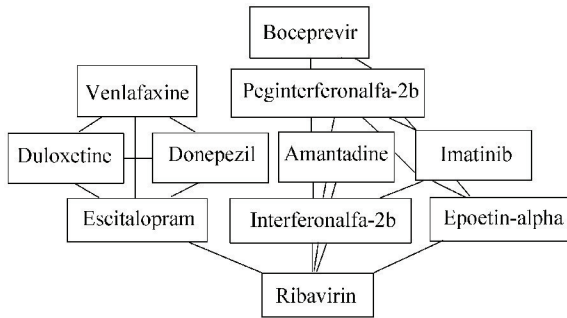 Boceprevir
Venlafaxine
Peginterferonalfa-2b
Duloxetine
Donepezil
Amantadine
Imatinib
Escitalopram
Interferonalfa-2b
Epoetin-alpha
Ribavirin